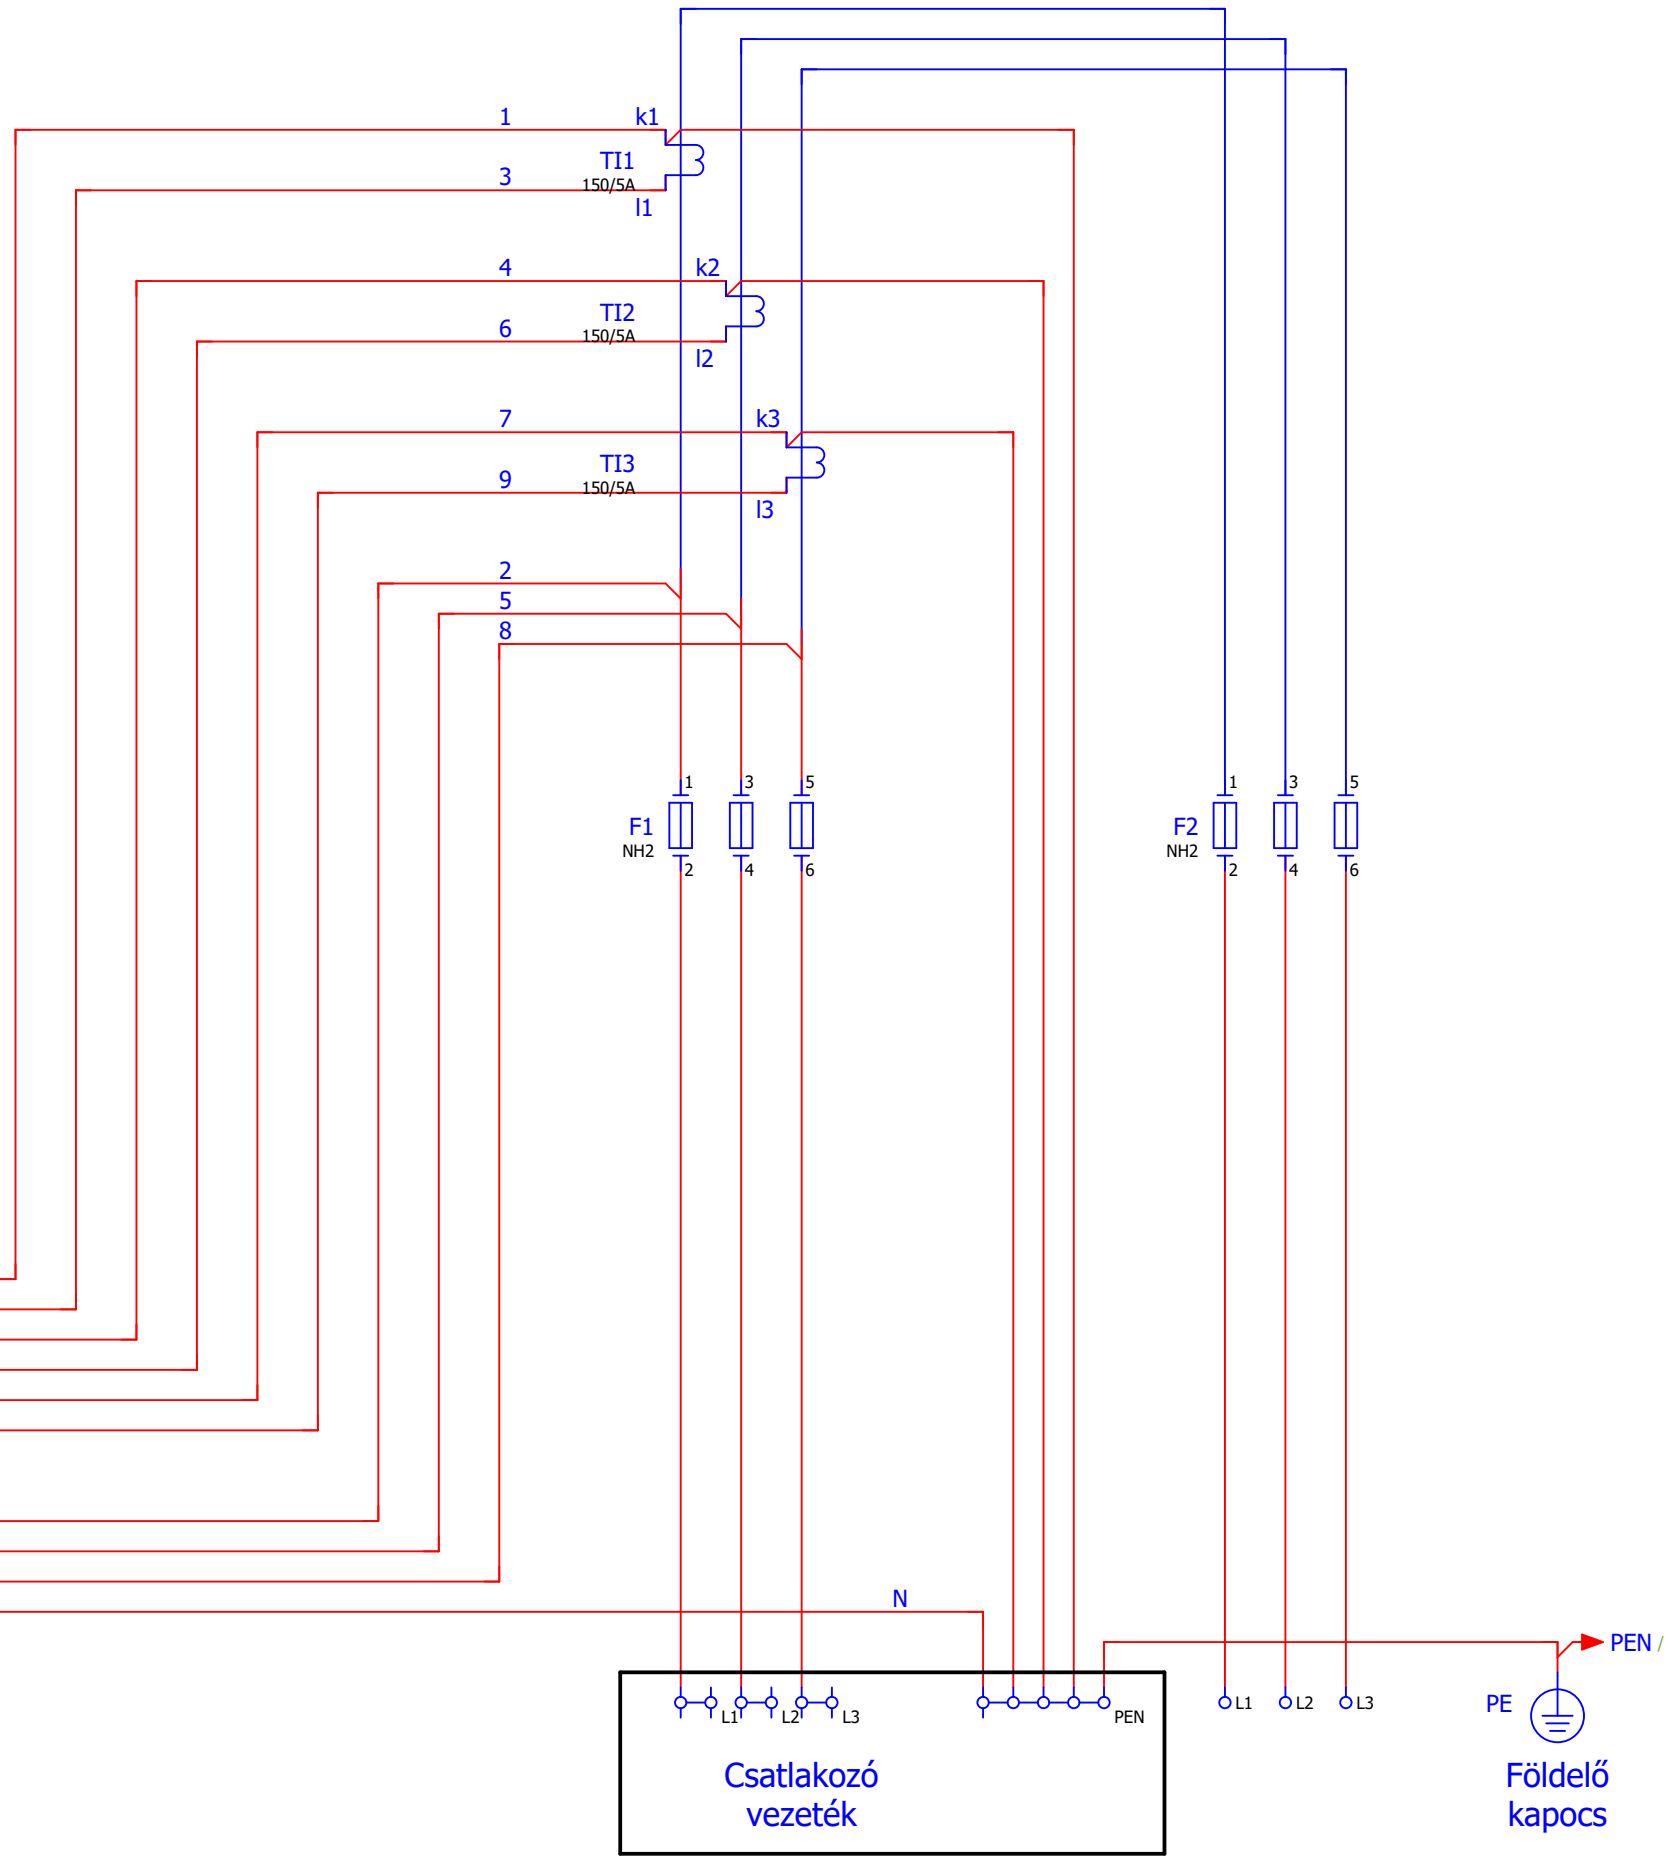 1 k1
TI1
3 150/5A
l1
4 k2
TI2
6 150/5A
l2
7 k3
TI3
9 150/5A
l3
2
5
8
1 3 5 1 3 5
F1 F2
NH2 NH2
2 4 6 2 4 6
N
PEN /
L1 L2 L3 PEN L1 L2 L3 PE
Csatlakozó
vezeték
Földelő
kapocs